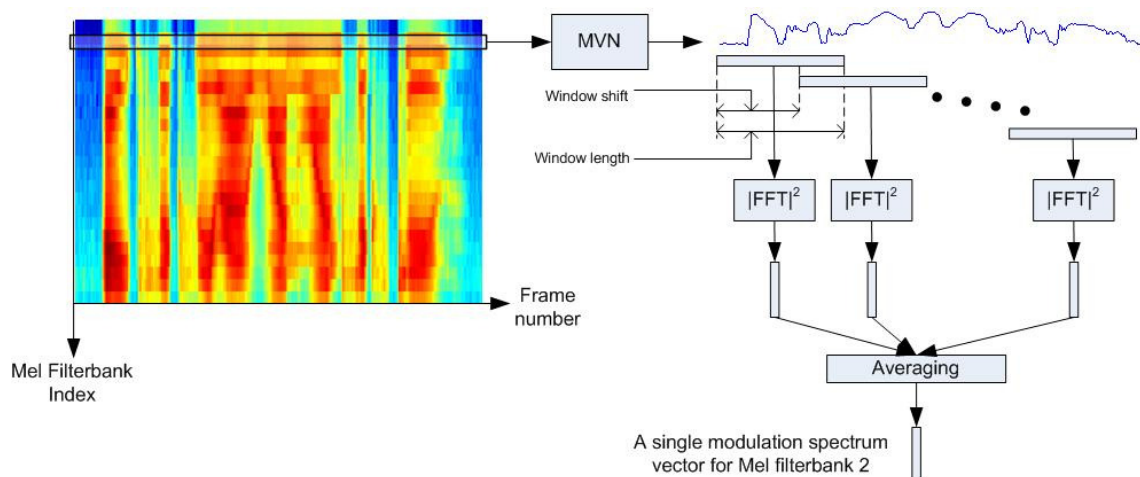 MVN
Window shift
Window length
|FFT|²
|FFT|²
|FFT|²
Frame
number
Mel Filterbank
Index
Averaging
A single modulation spectrum
vector for Mel filterbank 2